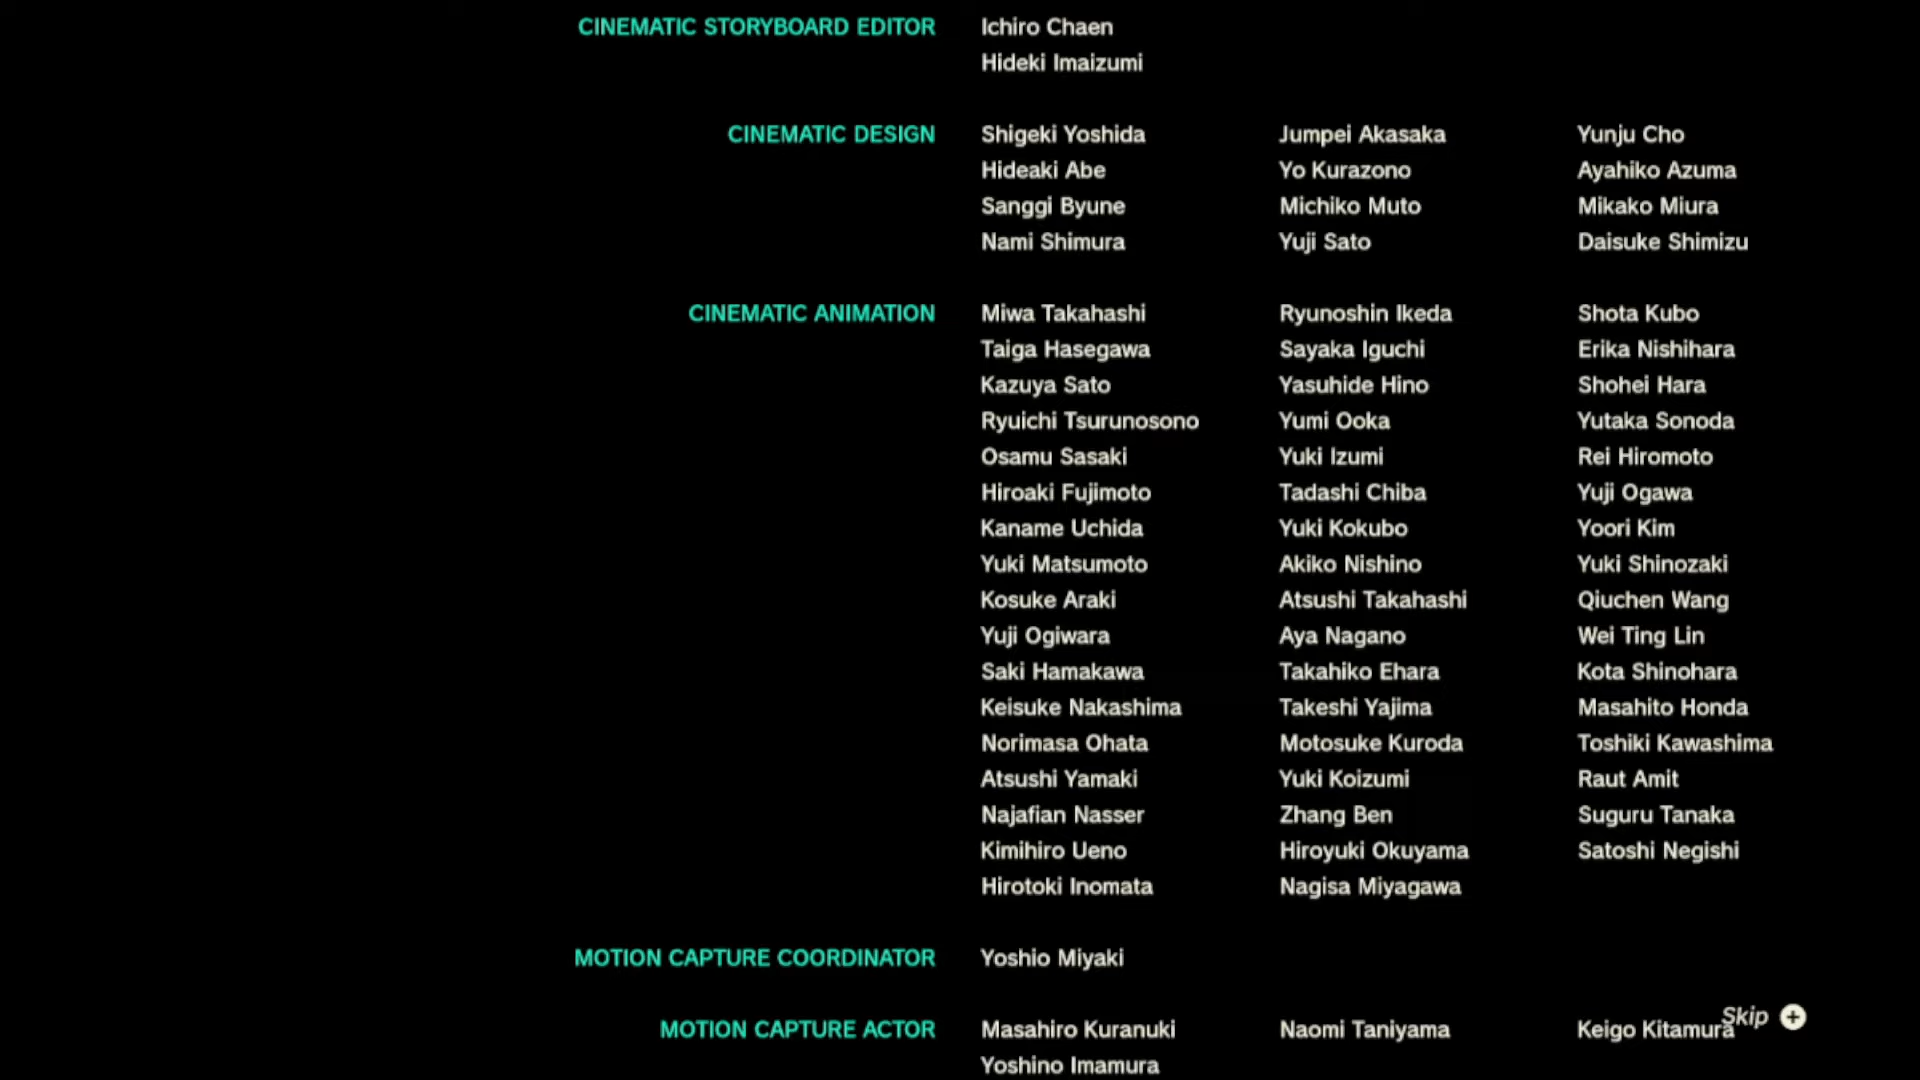 CINEMATIC STORYBOARD EDITOR Ichiro Chaen
Hideki Imaizumi
CINEMATIC DESIGN Shigeki Yoshida Jumpei Akasaka Yunju Cho
Hideaki Abe Yo Kurazono Ayahiko Azuma
Sanggi Byune Michiko Muto Mikako Miura
Nami Shimura Yuji Sato Daisuke Shimizu
CINEMATIC ANIMATION Miwa Takahashi Ryunoshin Ikeda Shota Kubo
Taiga Hasegawa Sayaka Iguchi Erika Nishihara
Kazuya Sato Yasuhide Hino Shohei Hara
Ryuichi Tsurunosono Yumi Ooka Yutaka Sonoda
Osamu Sasaki Yuki Izumi Rei Hiromoto
Hiroaki Fujimoto Tadashi Chiba Yuji Ogawa
Kaname Uchida Yuki Kokubo Yoori Kim
Yuki Matsumoto Akiko Nishino Yuki Shinozaki
Kosuke Araki Atsushi Takahashi Qiuchen Wang
Yuji Ogiwara Aya Nagano Wei Ting Lin
Saki Hamakawa Takahiko Ehara Kota Shinohara
Keisuke Nakashima Takeshi Yajima Masahito Honda
Norimasa Ohata Motosuke Kuroda Toshiki Kawashima
Atsushi Yamaki Yuki Koizumi Raut Amit
Najafian Nasser Zhang Ben Suguru Tanaka
Kimihiro Ueno Hiroyuki Okuyama Satoshi Negishi
Hirotoki Inomata Nagisa Miyagawa
MOTION CAPTURE COORDINATOR Yoshio Miyaki
MOTION CAPTURE ACTOR Masahiro Kuranuki Naomi Taniyama Keigo Kitamura
Skip +
Yoshino Imamura